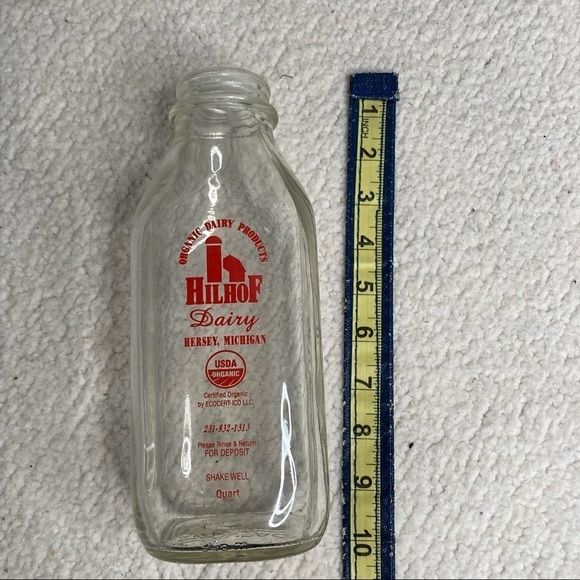 ORGANIC DAIRY PRODUCTS
HILHOF
Dairy
HERSEY, MICHIGAN
USDA
ORGANIC
Certified Organic
by ECOCERT-ICO LLC.
231-832-1313
Please Rinse & Return
FOR DEPOSIT
SHAKE WELL
Quart
1
INCH
2
3
4
5
6
7
8
9
10